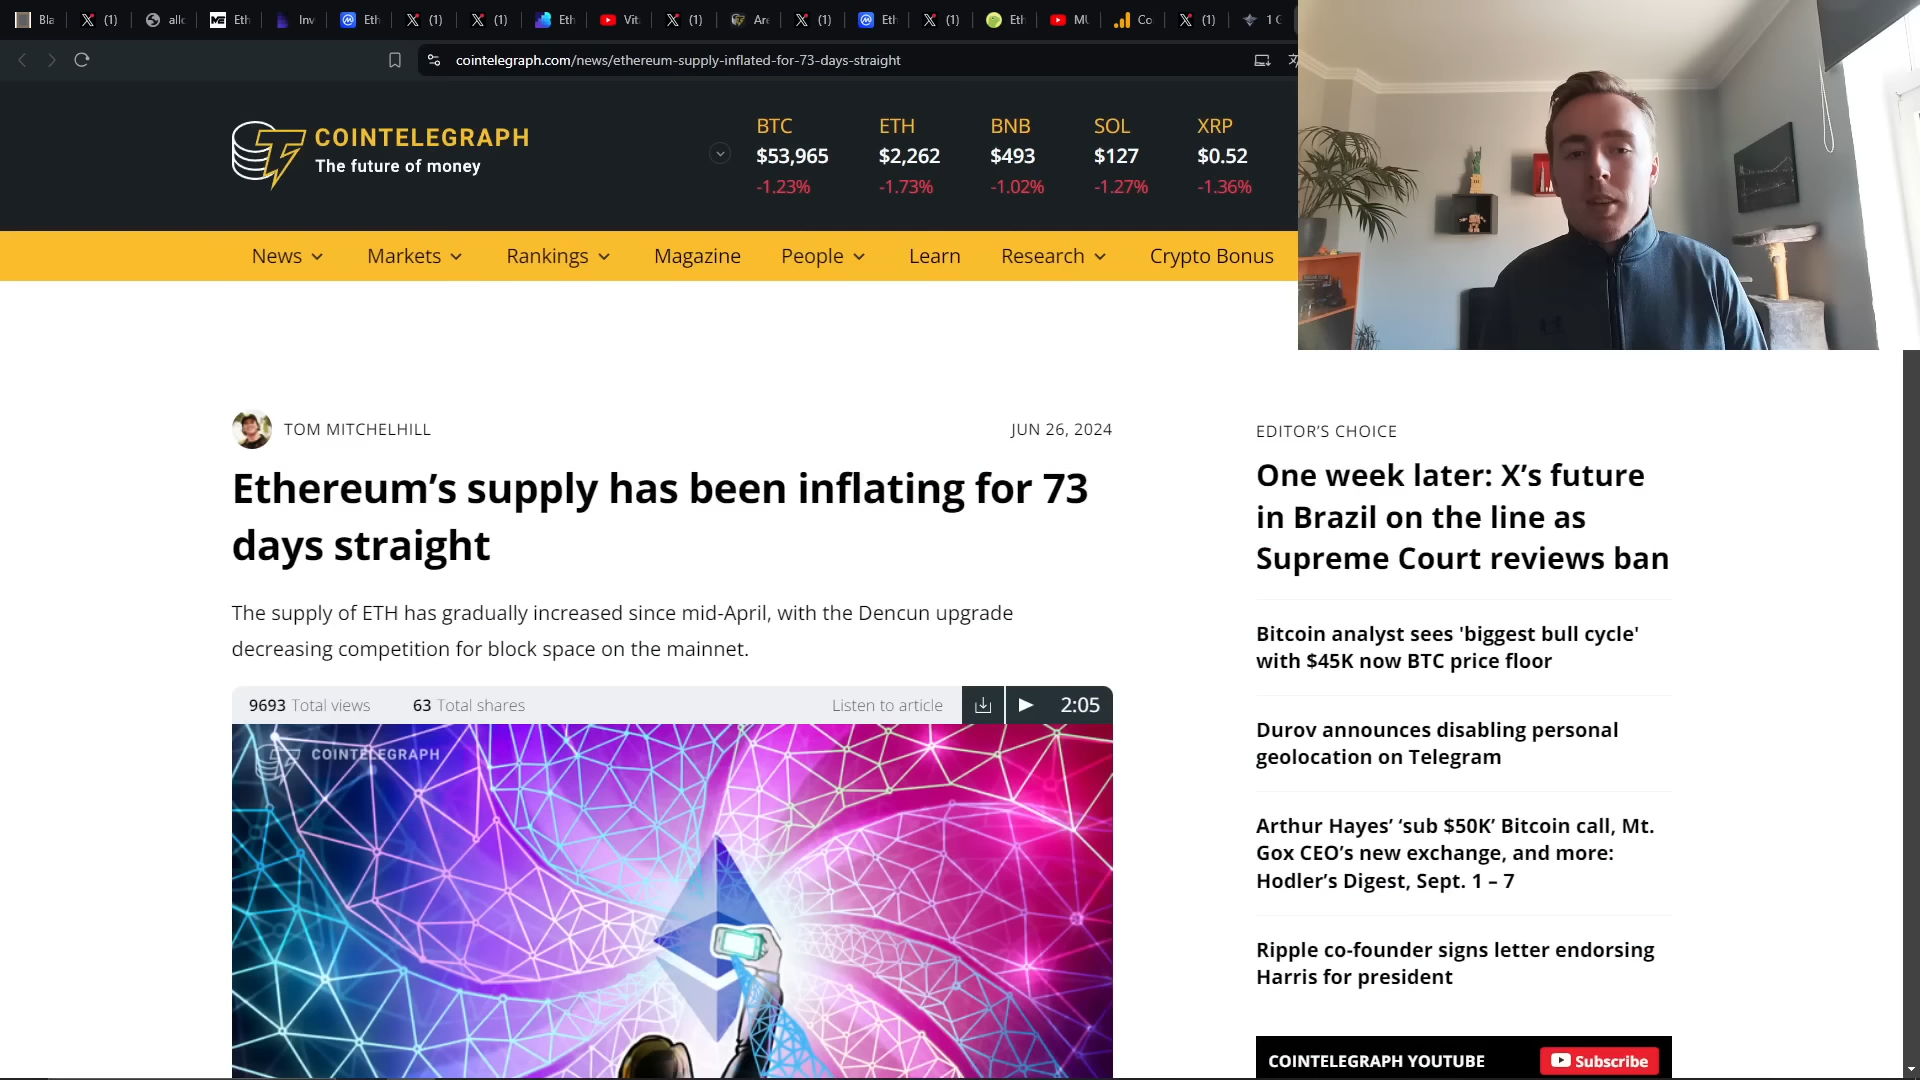 Bla
(1)
allc
Eth
Inv
Eth
(1)
(1)
Eth
Vit
(1)
Are
(1)
Eth
(1)
Eth
MU
Co
(1)
1 C
cointelegraph.com/news/ethereum-supply-inflated-for-73-days-straight
COINTELEGRAPH
The future of money
BTC ETH BNB SOL XRP
$53,965 $2,262 $493 $127 $0.52
-1.23% -1.73% -1.02% -1.27% -1.36%
News Markets Rankings Magazine People Learn Research Crypto Bonus
TOM MITCHELHILL
JUN 26, 2024
Ethereum’s supply has been inflating for 73
days straight
The supply of ETH has gradually increased since mid-April, with the Dencun upgrade
decreasing competition for block space on the mainnet.
9693 Total views 63 Total shares Listen to article 2:05
COINTELEGRAPH
EDITOR’S CHOICE
One week later: X’s future
in Brazil on the line as
Supreme Court reviews ban
Bitcoin analyst sees 'biggest bull cycle'
with $45K now BTC price floor
Durov announces disabling personal
geolocation on Telegram
Arthur Hayes’ ‘sub $50K’ Bitcoin call, Mt.
Gox CEO’s new exchange, and more:
Hodler’s Digest, Sept. 1 – 7
Ripple co-founder signs letter endorsing
Harris for president
COINTELEGRAPH YOUTUBE
Subscribe